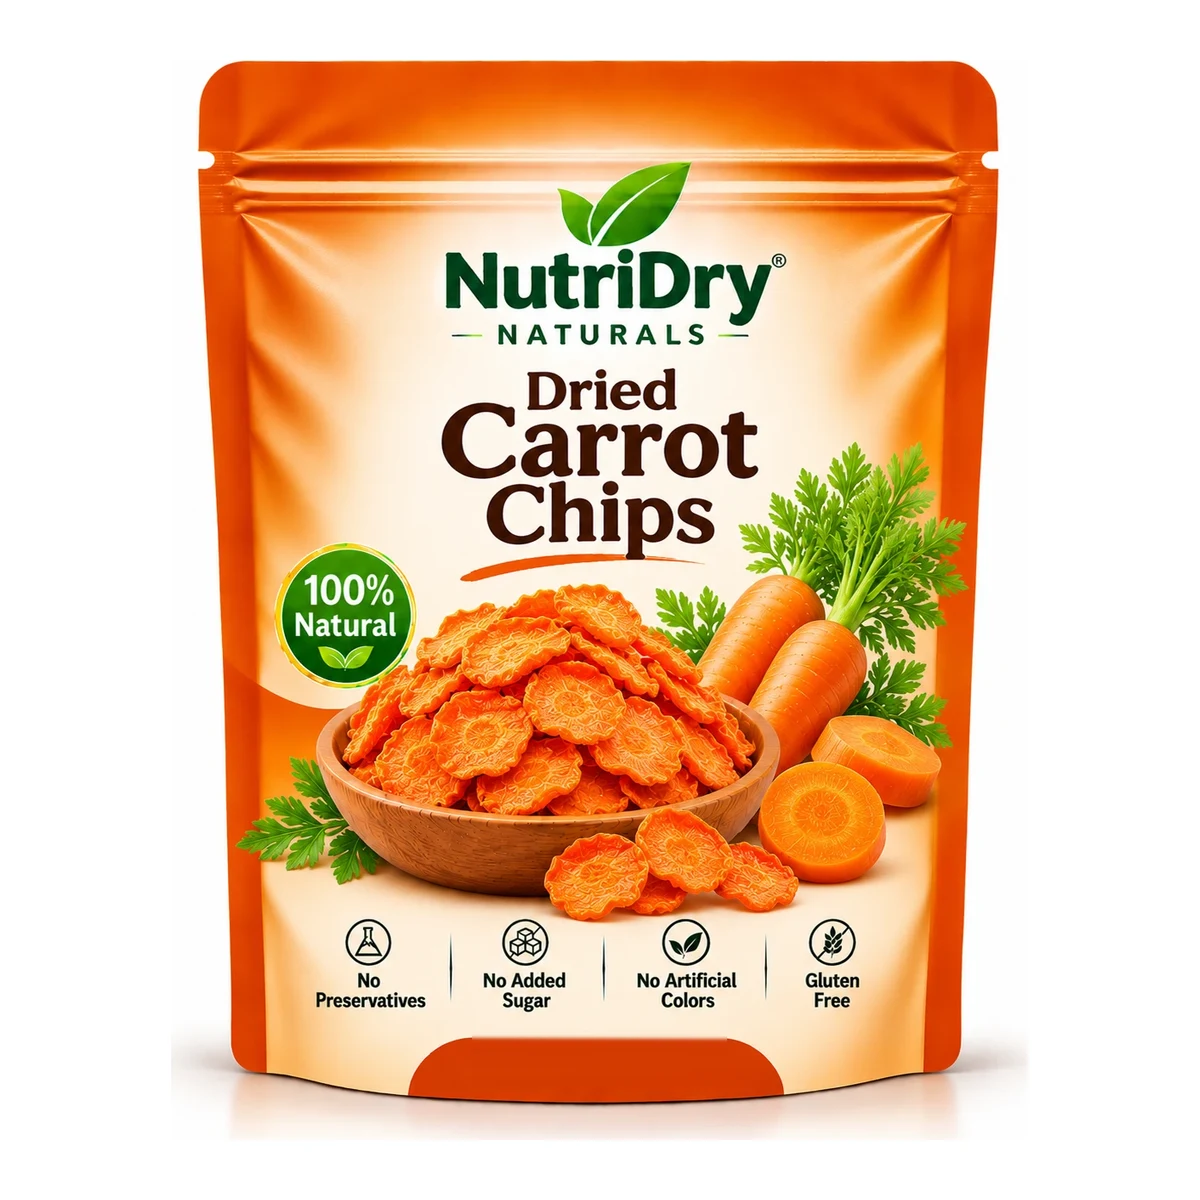 NutriDry®
NATURALS
Dried
Carrot
Chips
100%
Natural
No
Preservatives
No Added
Sugar
No Artificial
Colors
Gluten
Free